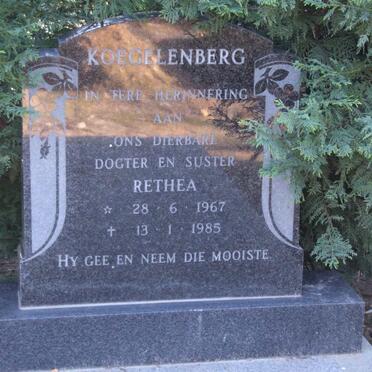 KOEGELENBERG
IN TERE HERINNERING
AAN
ONS DIERBARE
DOGTER EN SUSTER
RETHEA
☆ 28 · 6 · 1967
† 13 · 1 · 1985
HY GEE EN NEEM DIE MOOISTE.